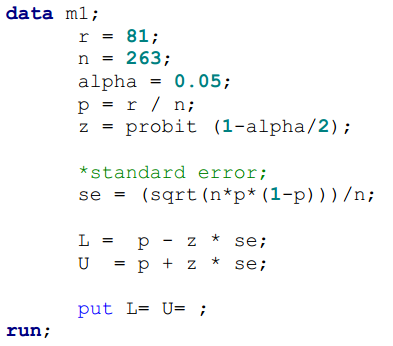 data m1;
r = 81;
n = 263;
alpha = 0.05;
p = r / n;
z = probit (1-alpha/2);
*standard error;
se = (sqrt(n*p*(1-p)))/n;
L = p - z * se;
U = p + z * se;
put L= U= ;
run;